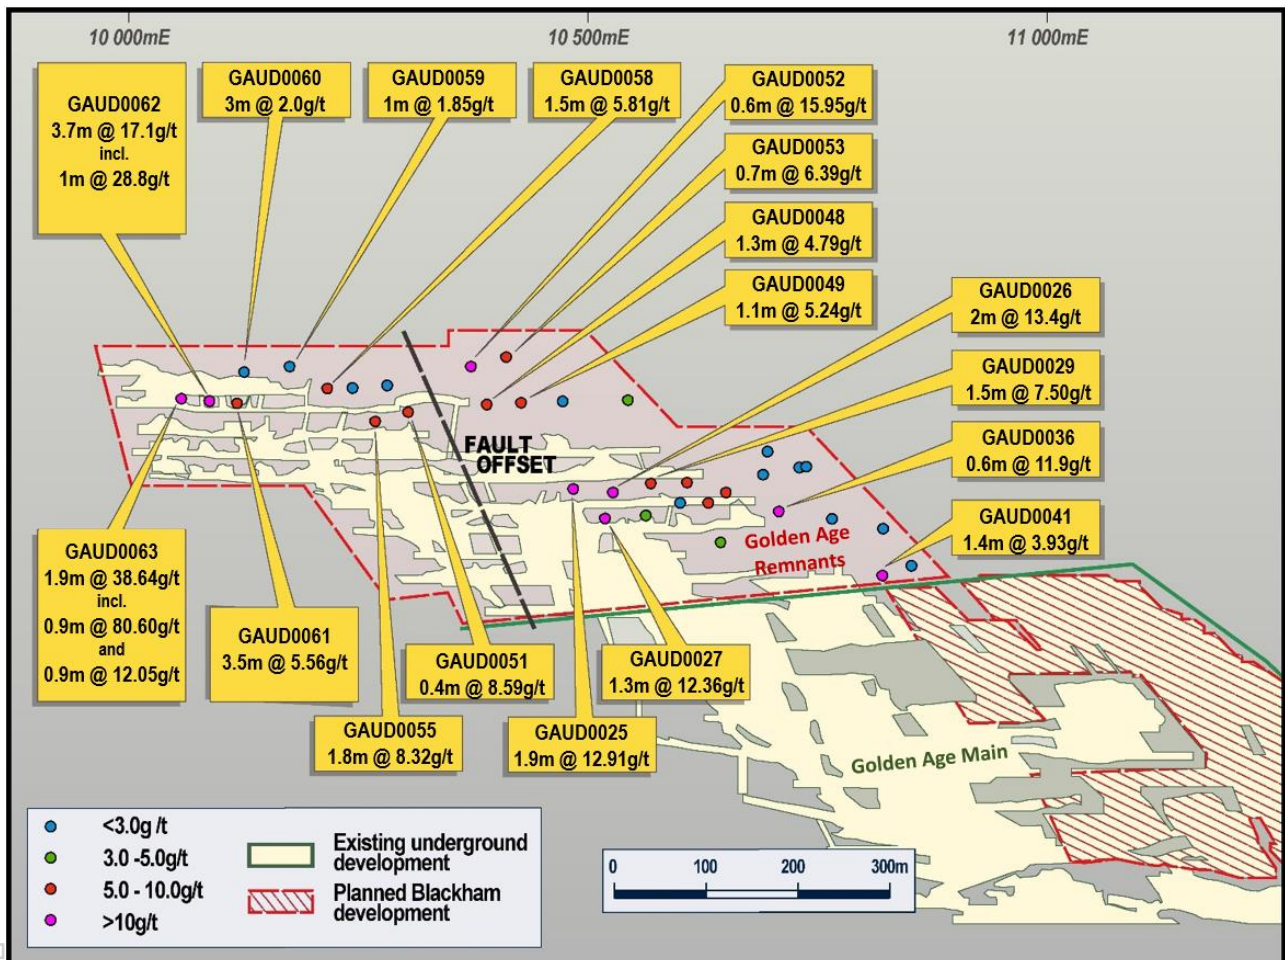 10 000mE
10 500mE
11 000mE
GAUD0062
3.7m @ 17.1g/t
incl.
1m @ 28.8g/t
GAUD0060
3m @ 2.0g/t
GAUD0059
1m @ 1.85g/t
GAUD0058
1.5m @ 5.81g/t
GAUD0052
0.6m @ 15.95g/t
GAUD0053
0.7m @ 6.39g/t
GAUD0048
1.3m @ 4.79g/t
GAUD0049
1.1m @ 5.24g/t
GAUD0026
2m @ 13.4g/t
GAUD0029
1.5m @ 7.50g/t
GAUD0036
0.6m @ 11.9g/t
GAUD0041
1.4m @ 3.93g/t
FAULT
OFFSET
Golden Age
Remnants
GAUD0063
1.9m @ 38.64g/t
incl.
0.9m @ 80.60g/t
and
0.9m @ 12.05g/t
GAUD0061
3.5m @ 5.56g/t
GAUD0051
0.4m @ 8.59g/t
GAUD0027
1.3m @ 12.36g/t
GAUD0055
1.8m @ 8.32g/t
GAUD0025
1.9m @ 12.91g/t
Golden Age Main
<3.0g /t
3.0 -5.0g/t
5.0 - 10.0g/t
>10g/t
Existing underground
development
Planned Blackham
development
0 100 200 300m